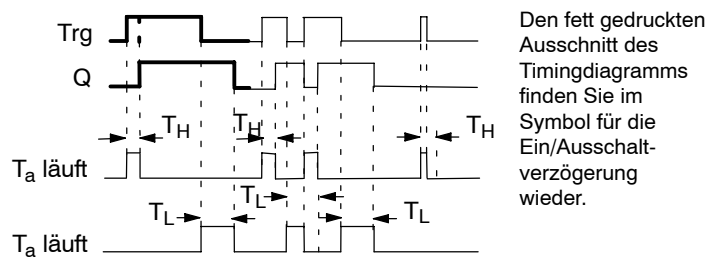 Trg
Q
T_H
T_H
T_H
T_a läuft
T_L
T_L
T_L
T_a läuft
Den fett gedruckten
Ausschnitt des
Timingdiagramms
finden Sie im
Symbol für die
Ein/Ausschalt-
verzögerung
wieder.